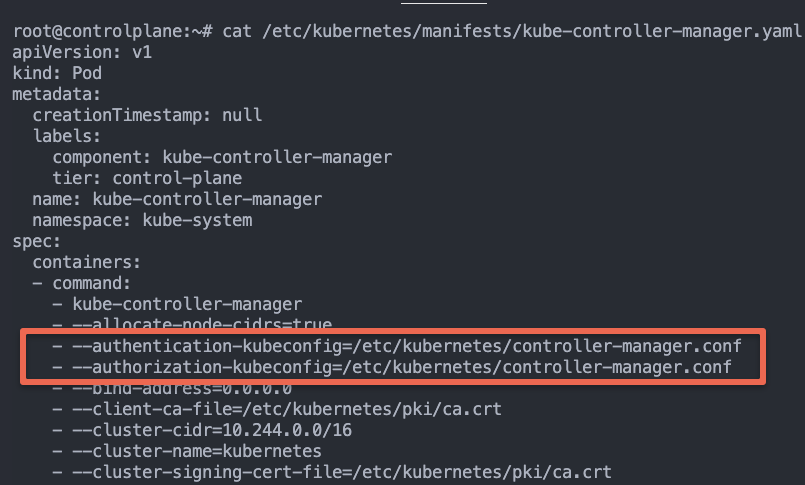 root@controlplane:~# cat /etc/kubernetes/manifests/kube-controller-manager.yaml
apiVersion: v1
kind: Pod
metadata:
  creationTimestamp: null
  labels:
    component: kube-controller-manager
    tier: control-plane
  name: kube-controller-manager
  namespace: kube-system
spec:
  containers:
  - command:
    - kube-controller-manager
    - --allocate-node-cidrs=true
    - --authentication-kubeconfig=/etc/kubernetes/controller-manager.conf
    - --authorization-kubeconfig=/etc/kubernetes/controller-manager.conf
    - --bind-address=0.0.0.0
    - --client-ca-file=/etc/kubernetes/pki/ca.crt
    - --cluster-cidr=10.244.0.0/16
    - --cluster-name=kubernetes
    - --cluster-signing-cert-file=/etc/kubernetes/pki/ca.crt